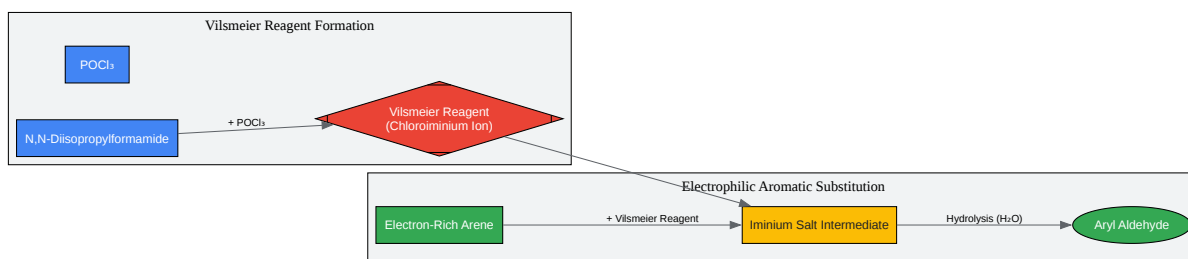 Vilsmeier Reagent Formation
POCl₃
N,N-Diisopropylformamide
+ POCl₃
Vilsmeier Reagent
(Chloroiminium Ion)
Electrophilic Aromatic Substitution
Electron-Rich Arene
+ Vilsmeier Reagent
Iminium Salt Intermediate
Hydrolysis (H₂O)
Aryl Aldehyde